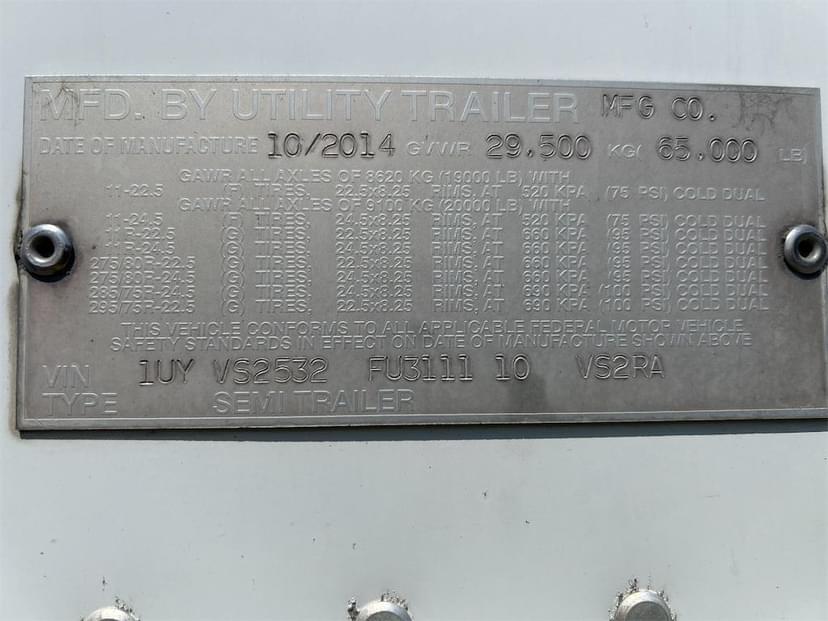 MFD. BY UTILITY TRAILER MFG CO.
DATE OF MANUFACTURE 10/2014 GVWR 29,500 KG( 65,000 LB)
GAWR ALL AXLES OF 8620 KG (19000 LB) WITH
11-22.5 (F) TIRES, 22.5x8.25 RIMS, AT 520 KPA (75 PSI) COLD DUAL
GAWR ALL AXLES OF 9100 KG (20000 LB) WITH
11-24.5 (F) TIRES, 24.5x8.25 RIMS, AT 520 KPA (75 PSI) COLD DUAL
11R-22.5 (G) TIRES, 22.5x8.25 RIMS, AT 660 KPA (95 PSI) COLD DUAL
11R-24.5 (G) TIRES, 24.5x8.25 RIMS, AT 660 KPA (95 PSI) COLD DUAL
275/80R-22.5 (G) TIRES, 22.5x8.25 RIMS, AT 660 KPA (95 PSI) COLD DUAL
275/80R-24.5 (G) TIRES, 24.5x8.25 RIMS, AT 660 KPA (95 PSI) COLD DUAL
285/75R-24.5 (G) TIRES, 24.5x8.25 RIMS, AT 690 KPA (100 PSI) COLD DUAL
295/75R-22.5 (G) TIRES, 22.5x8.25 RIMS, AT 690 KPA (100 PSI) COLD DUAL
THIS VEHICLE CONFORMS TO ALL APPLICABLE FEDERAL MOTOR VEHICLE
SAFETY STANDARDS IN EFFECT ON DATE OF MANUFACTURE SHOWN ABOVE
VIN 1UY VS2532 FU3111 10 VS2RA
TYPE SEMI TRAILER